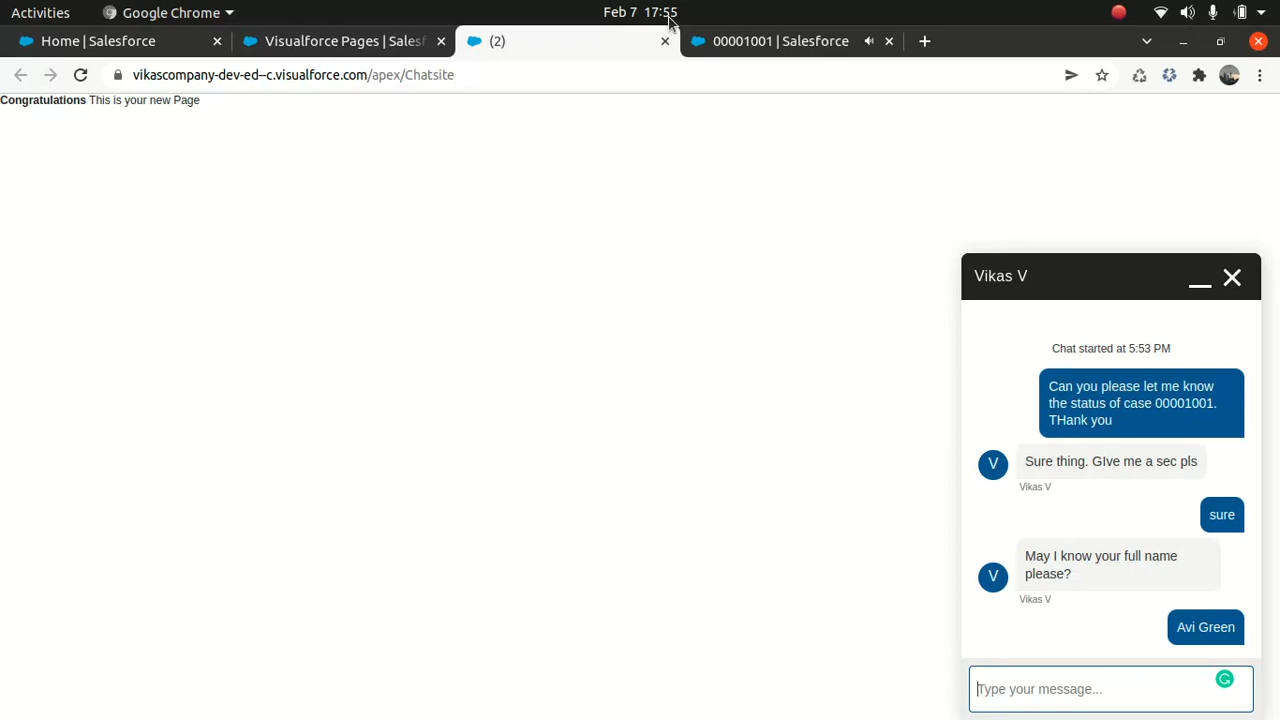 Activities
Google Chrome
Feb 7 17:55
Home | Salesforce
Visualforce Pages | Salesf
(2)
00001001 | Salesforce
vikascompany-dev-ed--c.visualforce.com/apex/Chatsite
Congratulations This is your new Page
Vikas V
Chat started at 5:53 PM
Can you please let me know
the status of case 00001001.
THank you
V
Sure thing. GIve me a sec pls
Vikas V
sure
May I know your full name
please?
V
Vikas V
Avi Green
Type your message...